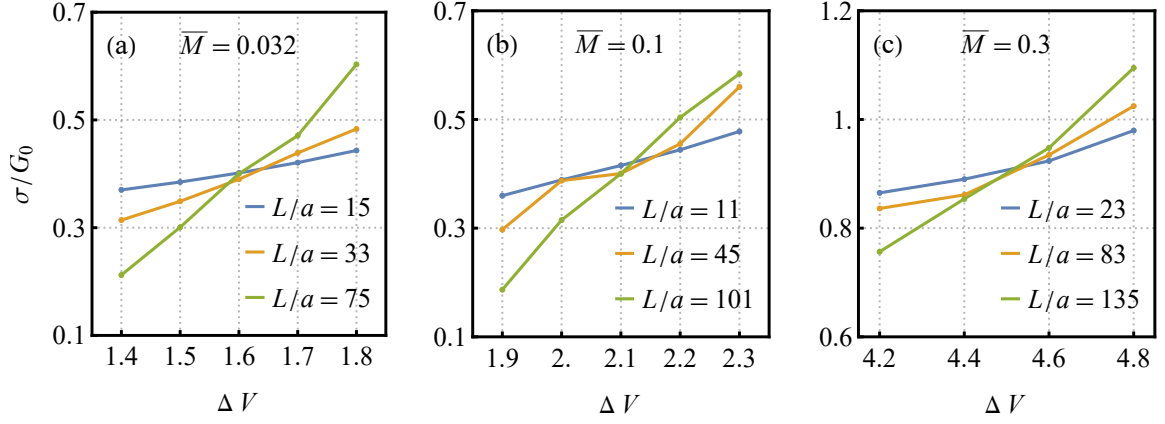 (a) M̅ = 0.032
σ/G₀
0.7
0.5
0.3
0.1
L/a = 15
L/a = 33
L/a = 75
1.4 1.5 1.6 1.7 1.8
Δ V
(b) M̅ = 0.1
0.7
0.5
0.3
0.1
L/a = 11
L/a = 45
L/a = 101
1.9 2. 2.1 2.2 2.3
Δ V
(c) M̅ = 0.3
1.2
1.
0.8
0.6
L/a = 23
L/a = 83
L/a = 135
4.2 4.4 4.6 4.8
Δ V